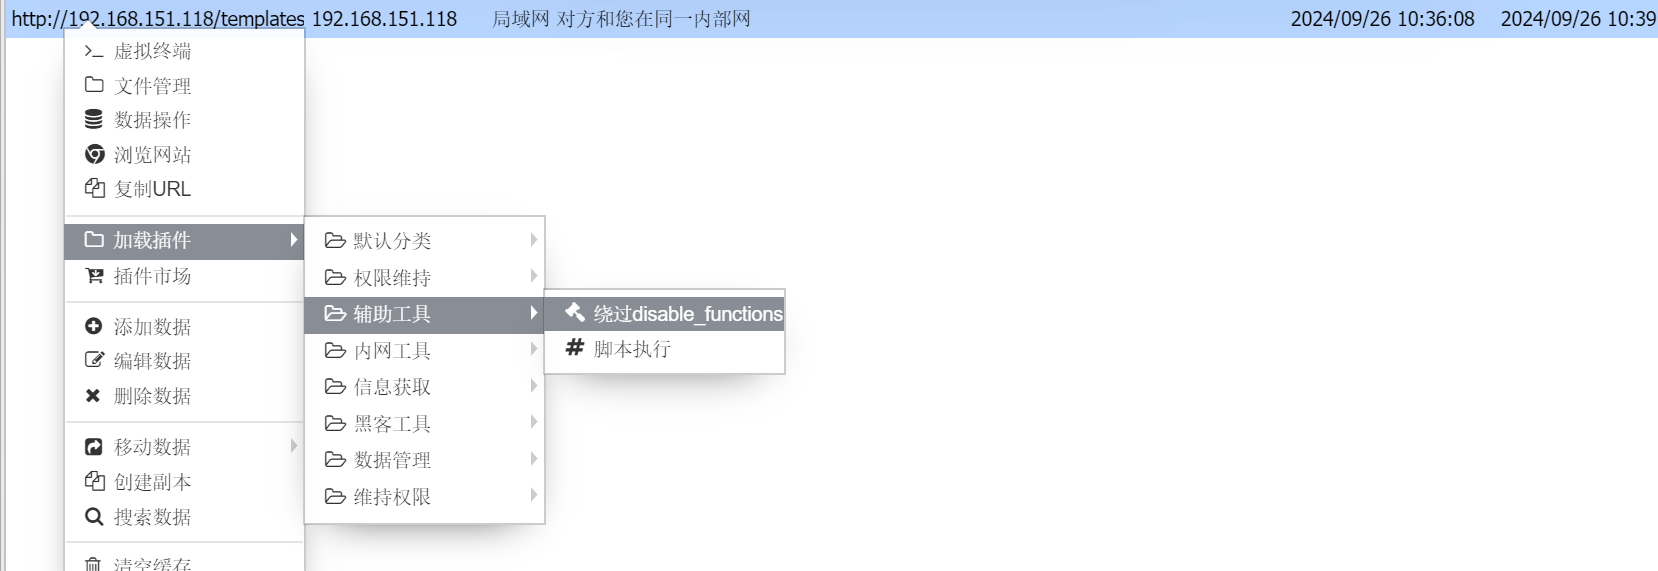 http://192.168.151.118/templates 192.168.151.118 局域网 对方和您在同一内部网 2024/09/26 10:36:08 2024/09/26 10:39
虚拟终端
文件管理
数据操作
浏览网站
复制URL
加载插件
插件市场
添加数据
编辑数据
删除数据
移动数据
创建副本
搜索数据
清空缓存
默认分类
权限维持
辅助工具
内网工具
信息获取
黑客工具
数据管理
维持权限
绕过disable_functions
脚本执行